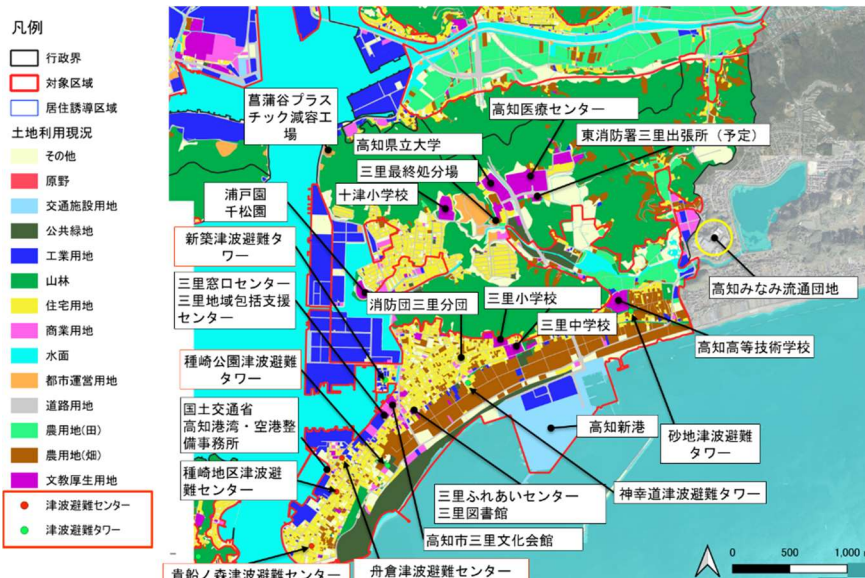 凡例
行政界
対象区域
居住誘導区域
土地利用現況
その他
原野
交通施設用地
公共緑地
工業用地
山林
住宅用地
商業用地
水面
都市運営用地
道路用地
農用地(田)
農用地(畑)
文教厚生用地
津波避難センター
津波避難タワー
菖蒲谷プラス
チック減容工
場
高知医療センター
高知県立大学
東消防署三里出張所（予定）
三里最終処分場
十津小学校
浦戸園
千松園
新築津波避難タ
ワー
三里窓口センター
三里地域包括支援
センター
消防団三里分団
三里小学校
三里中学校
高知みなみ流通団地
高知高等技術学校
種崎公園津波避難
タワー
国土交通省
高知港湾・空港整
備事務所
高知新港
砂地津波避難
タワー
種崎地区津波避
難センター
三里ふれあいセンター
三里図書館
神幸道津波避難タワー
高知市三里文化会館
貴船ノ森津波避難センター
舟倉津波避難センター
0 500 1,000